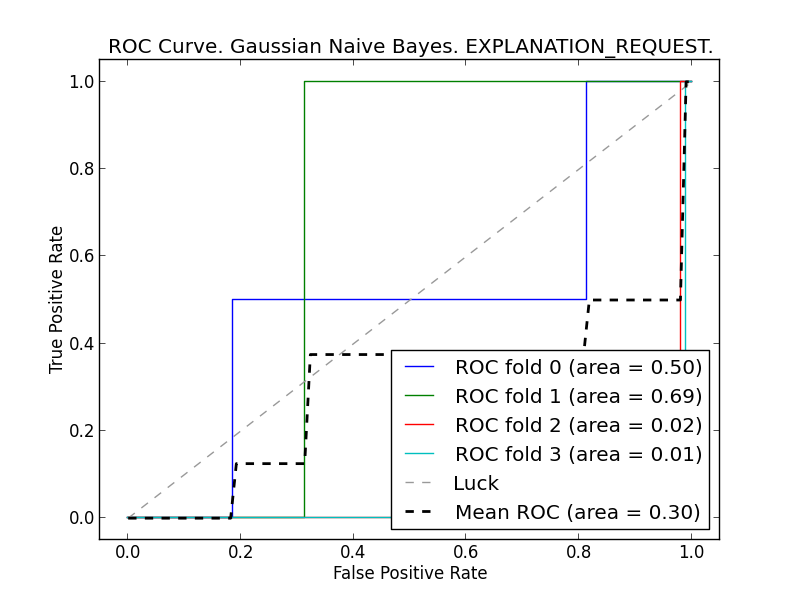 ROC Curve. Gaussian Naive Bayes. EXPLANATION_REQUEST.
1.0
0.8
0.6
0.4
0.2
0.0
True Positive Rate
ROC fold 0 (area = 0.50)
ROC fold 1 (area = 0.69)
ROC fold 2 (area = 0.02)
ROC fold 3 (area = 0.01)
Luck
Mean ROC (area = 0.30)
0.0 0.2 0.4 0.6 0.8 1.0
False Positive Rate